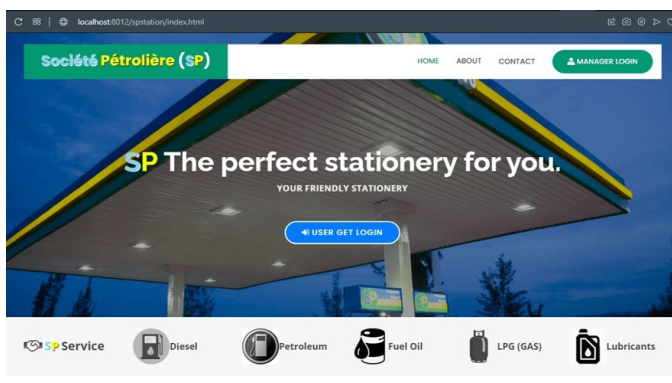 localhost:8012/spstation/index.html
Société Pétrolière (SP)
HOME ABOUT CONTACT MANAGER LOGIN
SP The perfect stationery for you.
YOUR FRIENDLY STATIONERY
USER GET LOGIN
SP Service Diesel Petroleum Fuel Oil LPG (GAS) Lubricants